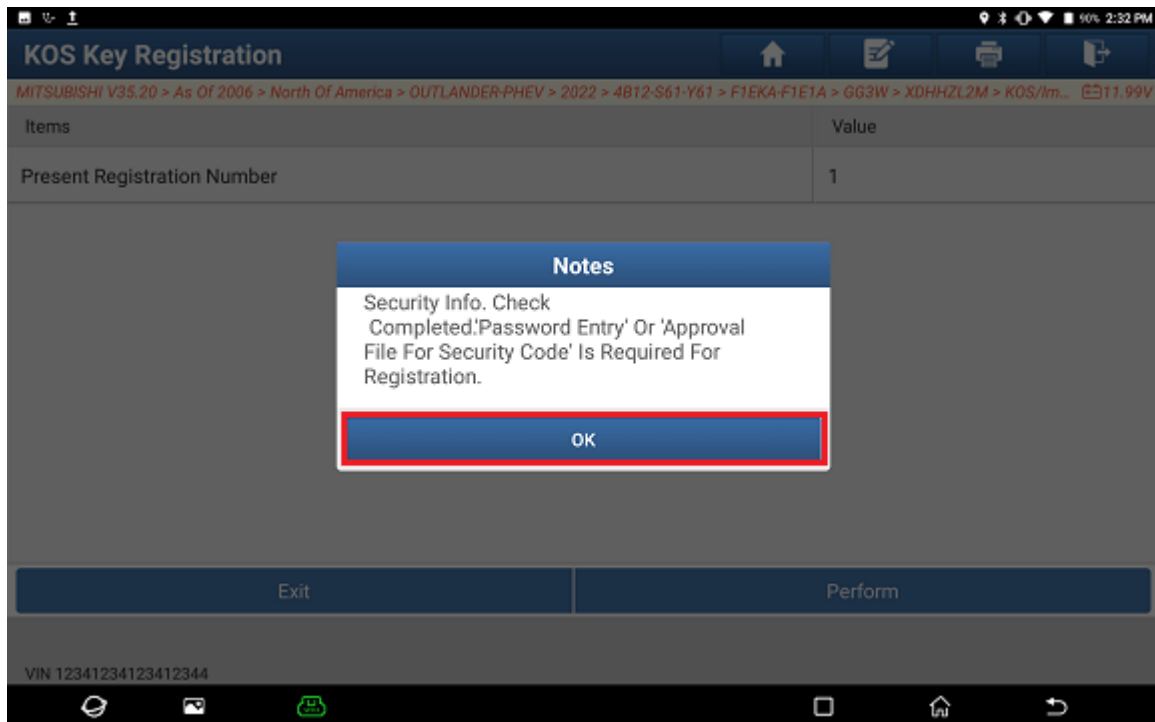 90% 2:32 PM
KOS Key Registration
MITSUBISHI V35.20 > As Of 2006 > North Of America > OUTLANDER-PHEV > 2022 > 4B12-S61-Y61 > F1EKA-F1E1A > GG3W > XDHHZL2M > KOS/Im... 11.99V
Items Value
Present Registration Number 1
Notes
Security Info. Check
Completed.'Password Entry' Or 'Approval
File For Security Code' Is Required For
Registration.
OK
Exit Perform
VIN 12341234123412344